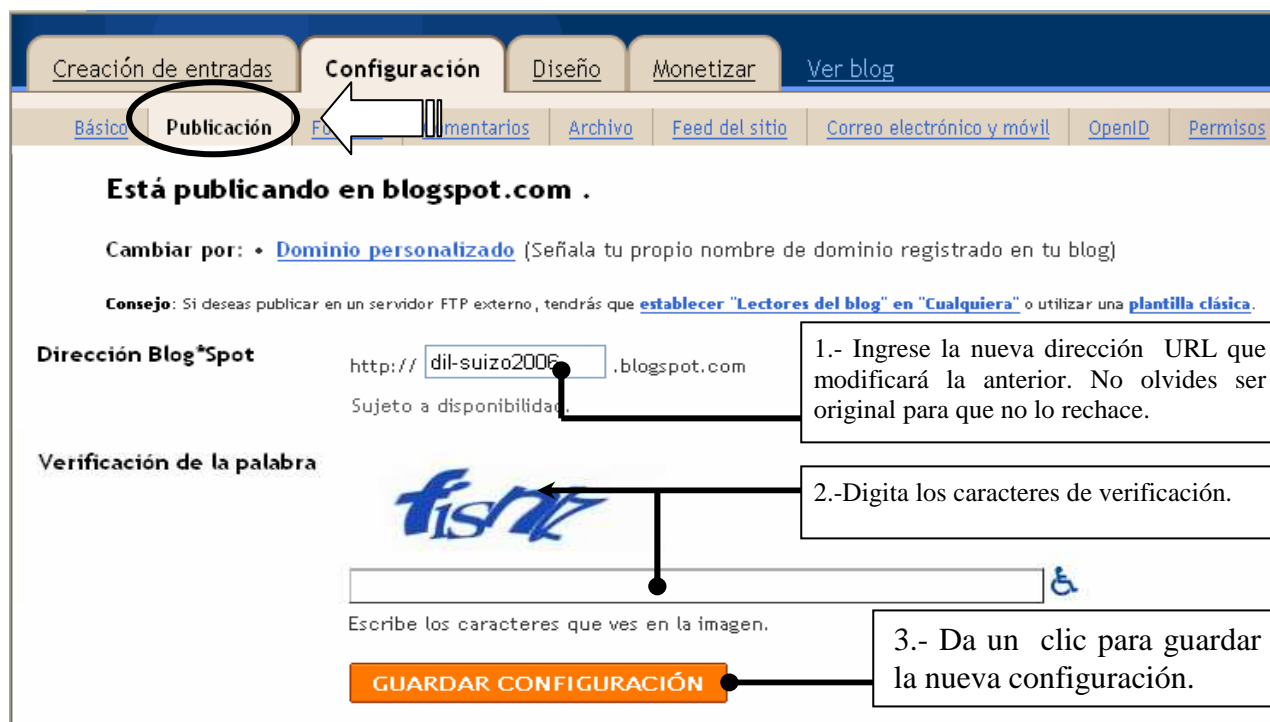 Creación de entradas Configuración Diseño Monetizar Ver blog
Básico Publicación Archivo Feed del sitio Correo electrónico y móvil OpenID Permisos
Está publicando en blogspot.com .
Cambiar por: • Dominio personalizado (Señala tu propio nombre de dominio registrado en tu blog)
Consejo: Si deseas publicar en un servidor FTP externo, tendrás que establecer "Lectores del blog" en "Cualquiera" o utilizar una plantilla clásica.
Dirección Blog*Spot
http:// dil-suizo2006 .blogspot.com
Sujeto a disponibilidad.
1.- Ingrese la nueva dirección URL que
modificará la anterior. No olvides ser
original para que no lo rechace.
Verificación de la palabra
2.-Digita los caracteres de verificación.
Escribe los caracteres que ves en la imagen.
GUARDAR CONFIGURACIÓN
3.- Da un clic para guardar
la nueva configuración.